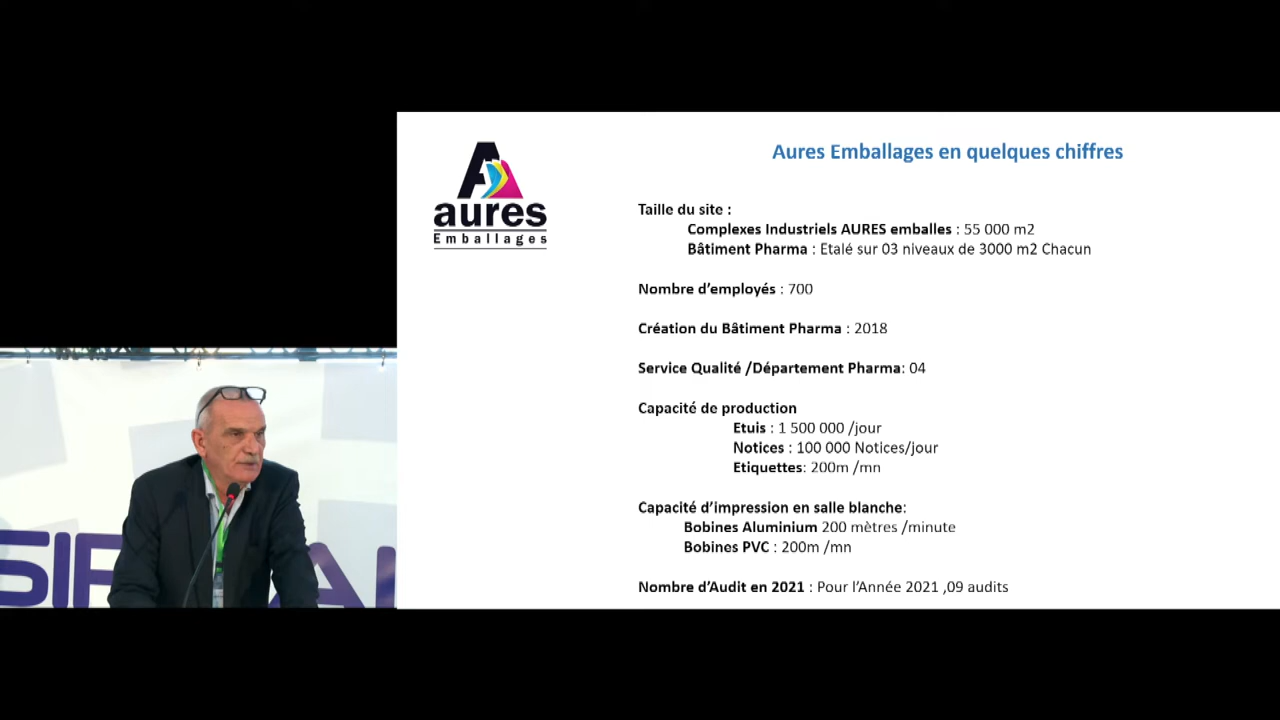 aures
Emballages
Aures Emballages en quelques chiffres
Taille du site :
Complexes Industriels AURES emballes : 55 000 m2
Bâtiment Pharma : Etalé sur 03 niveaux de 3000 m2 Chacun
Nombre d’employés : 700
Création du Bâtiment Pharma : 2018
Service Qualité /Département Pharma: 04
Capacité de production
Etuis : 1 500 000 /jour
Notices : 100 000 Notices/jour
Etiquettes: 200m /mn
Capacité d’impression en salle blanche:
Bobines Aluminium 200 mètres /minute
Bobines PVC : 200m /mn
Nombre d’Audit en 2021 : Pour l’Année 2021 ,09 audits